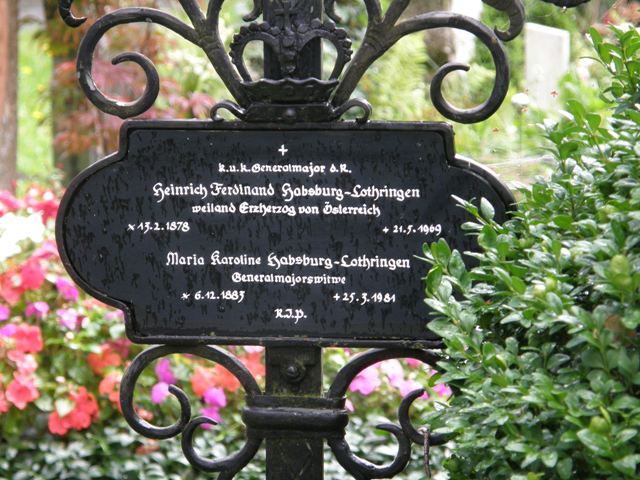 k.u.k. Generalmajor d.R.
Heinrich Ferdinand Habsburg-Lothringen
weiland Erzherzog von Österreich
* 13.2.1878 + 21.5.1969
Maria Karoline Habsburg-Lothringen
Generalmajorswitwe
* 6.12.1883 + 25.3.1981
R.I.P.